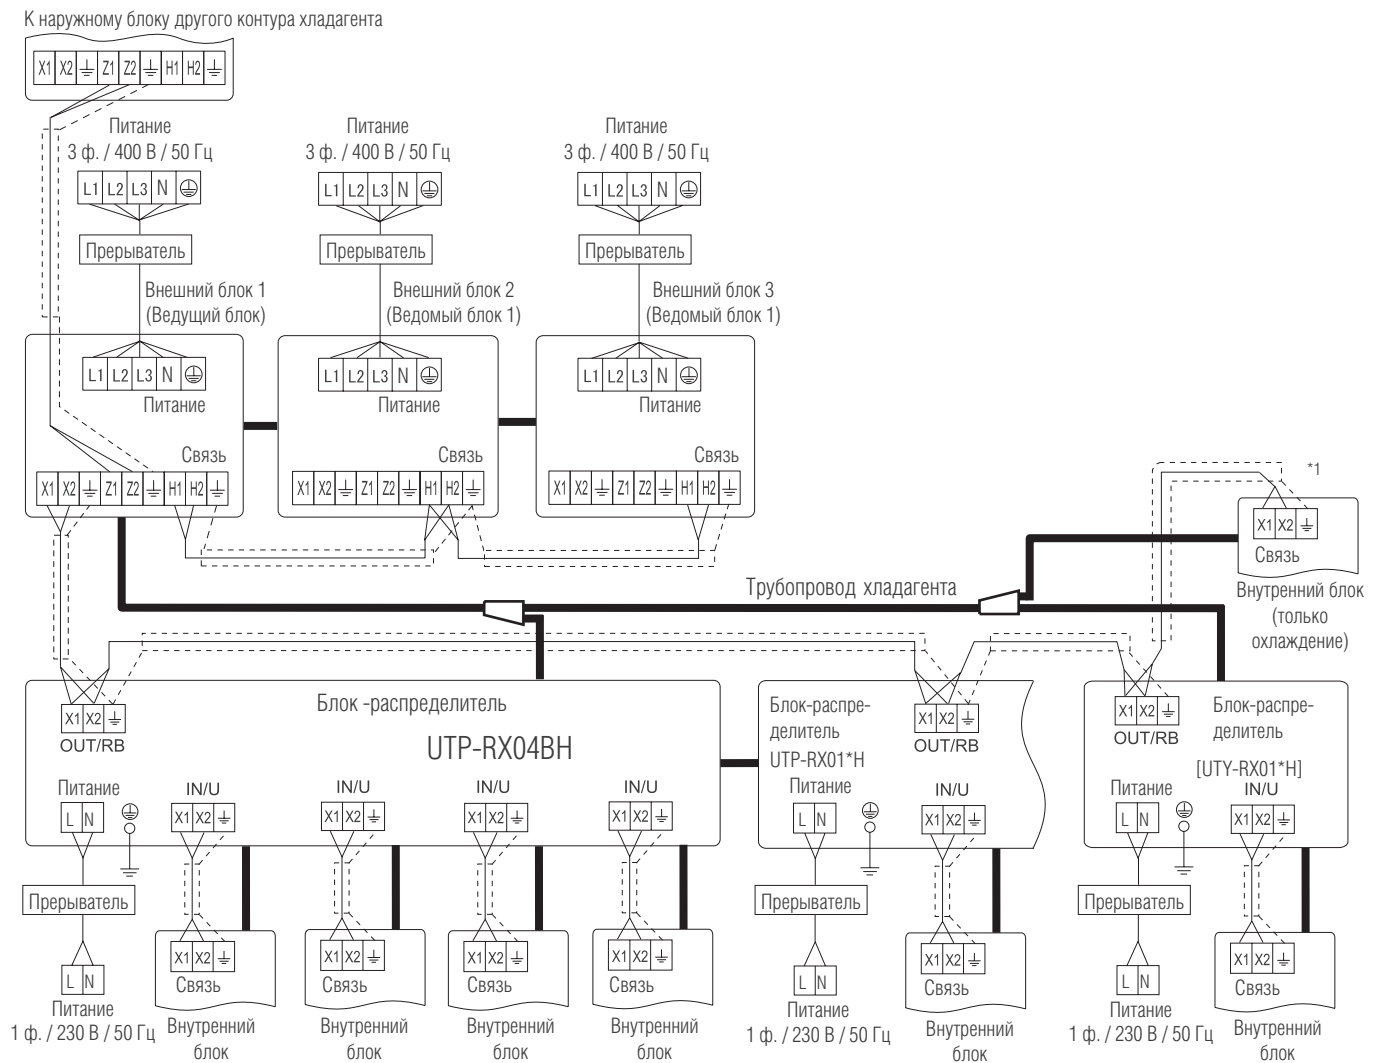 К наружному блоку другого контура хладагента
X1 X2 Z1 Z2 H1 H2
Питание
3 ф. / 400 В / 50 Гц
L1 L2 L3 N
Прерыватель
Питание
3 ф. / 400 В / 50 Гц
L1 L2 L3 N
Прерыватель
Питание
3 ф. / 400 В / 50 Гц
L1 L2 L3 N
Прерыватель
Внешний блок 1
(Ведущий блок)
L1 L2 L3 N
Питание
Связь
X1 X2 Z1 Z2 H1 H2
Внешний блок 2
(Ведомый блок 1)
L1 L2 L3 N
Питание
Связь
X1 X2 Z1 Z2 H1 H2
Внешний блок 3
(Ведомый блок 1)
L1 L2 L3 N
Питание
Связь
X1 X2 Z1 Z2 H1 H2
*1
X1 X2
Связь
Внутренний блок
(только
охлаждение)
Трубопровод хладагента
Блок -распределитель
UTP-RX04BH
X1 X2
OUT/RB
Питание
L N
Прерыватель
L N
Питание
1 ф. / 230 В / 50 Гц
IN/U
X1 X2
X1 X2
Связь
Внутренний
блок
IN/U
X1 X2
X1 X2
Связь
Внутренний
блок
IN/U
X1 X2
X1 X2
Связь
Внутренний
блок
IN/U
X1 X2
X1 X2
Связь
Внутренний
блок
Блок-распре-
делитель
UTP-RX01*H
X1 X2
OUT/RB
Питание
L N
Прерыватель
L N
Питание
1 ф. / 230 В / 50 Гц
IN/U
X1 X2
X1 X2
Связь
Внутренний
блок
X1 X2
OUT/RB
Блок-распре-
делитель
[UTY-RX01*H]
Питание
L N
Прерыватель
L N
Питание
1 ф. / 230 В / 50 Гц
IN/U
X1 X2
X1 X2
Связь
Внутренний
блок